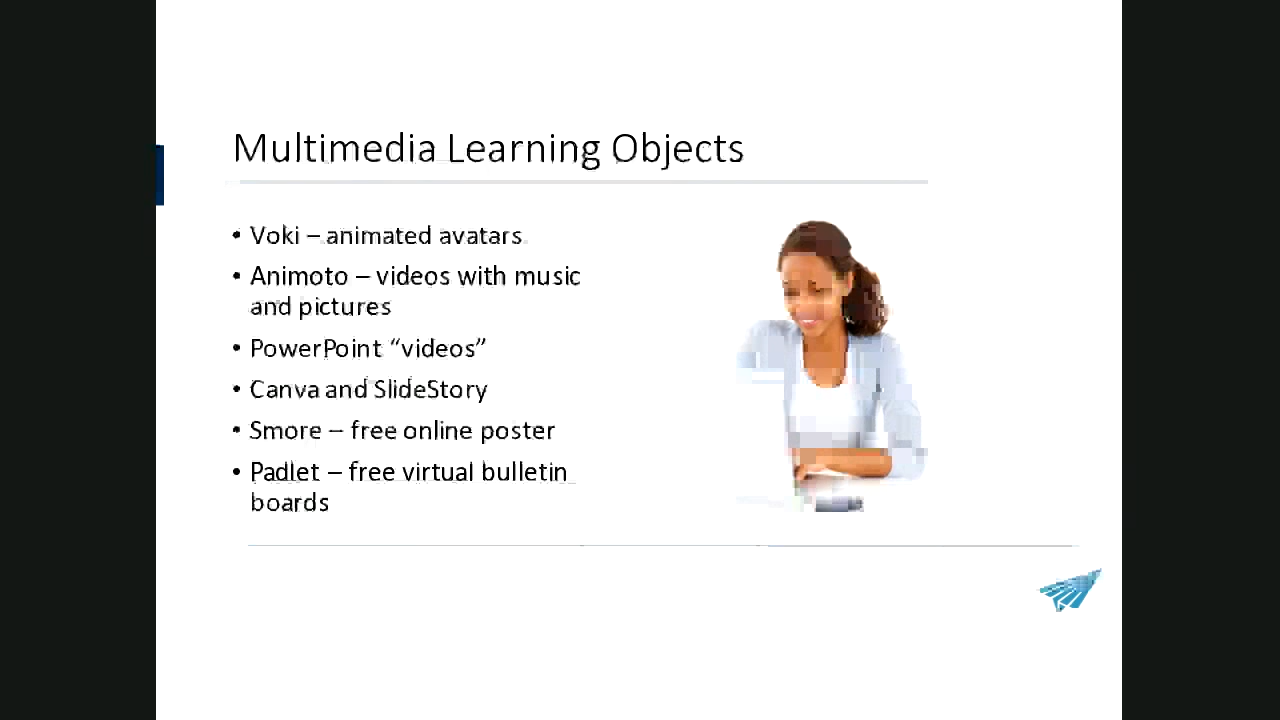 Multimedia Learning Objects
• Voki – animated avatars
• Animoto – videos with music
and pictures
• PowerPoint “videos”
• Canva and SlideStory
• Smore – free online poster
• Padlet – free virtual bulletin
boards